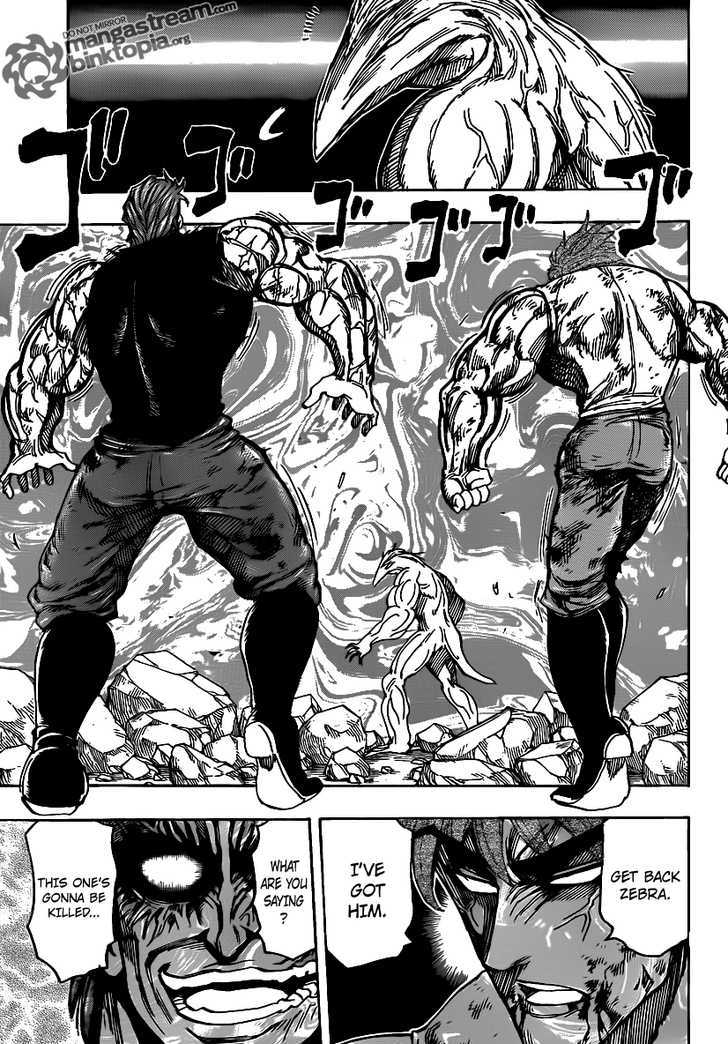 DO NOT MIRROR
mangastream.com
binktopia.org
ゴ
ゴ
ゴ
ゴ
ゴ
ゴ
ゴ
GET BACK
ZEBRA.
I'VE
GOT
HIM.
WHAT
ARE YOU
SAYING
?
THIS ONE'S
GONNA BE
KILLED...